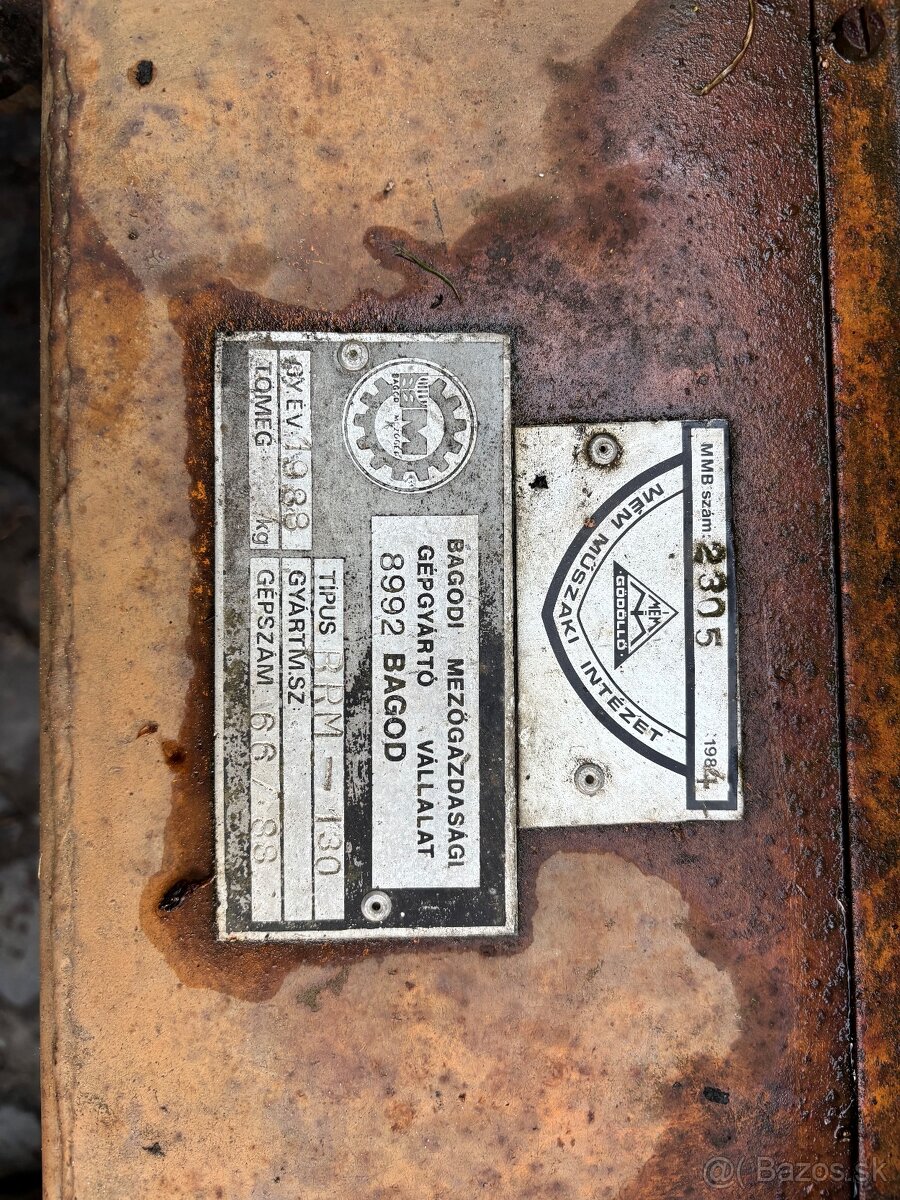 MMB szám: 2305 1984
MÉM MŰSZAKI INTÉZET
MÉM
GÖDÖLLŐ
BAGODI MEZŐGAZDASÁGI
GÉPGYÁRTÓ VÁLLALAT
8992 BAGOD
TÍPUS RRM-130
GY.ÉV. 1988 GYÁRTM.SZ
TÖMEG kg GÉPSZÁM 66/88
Bazos.sk